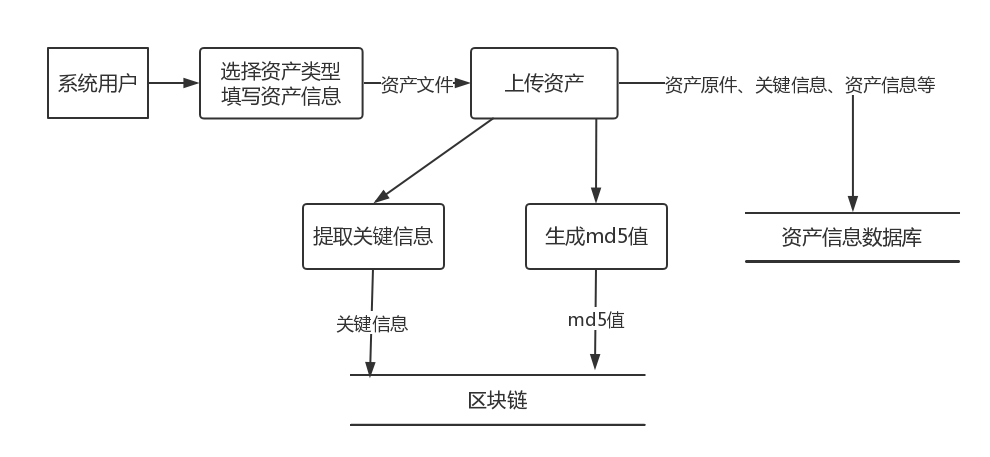 系统用户
选择资产类型
填写资产信息
资产文件
上传资产
资产原件、关键信息、资产信息等
提取关键信息
生成md5值
资产信息数据库
关键信息
md5值
区块链